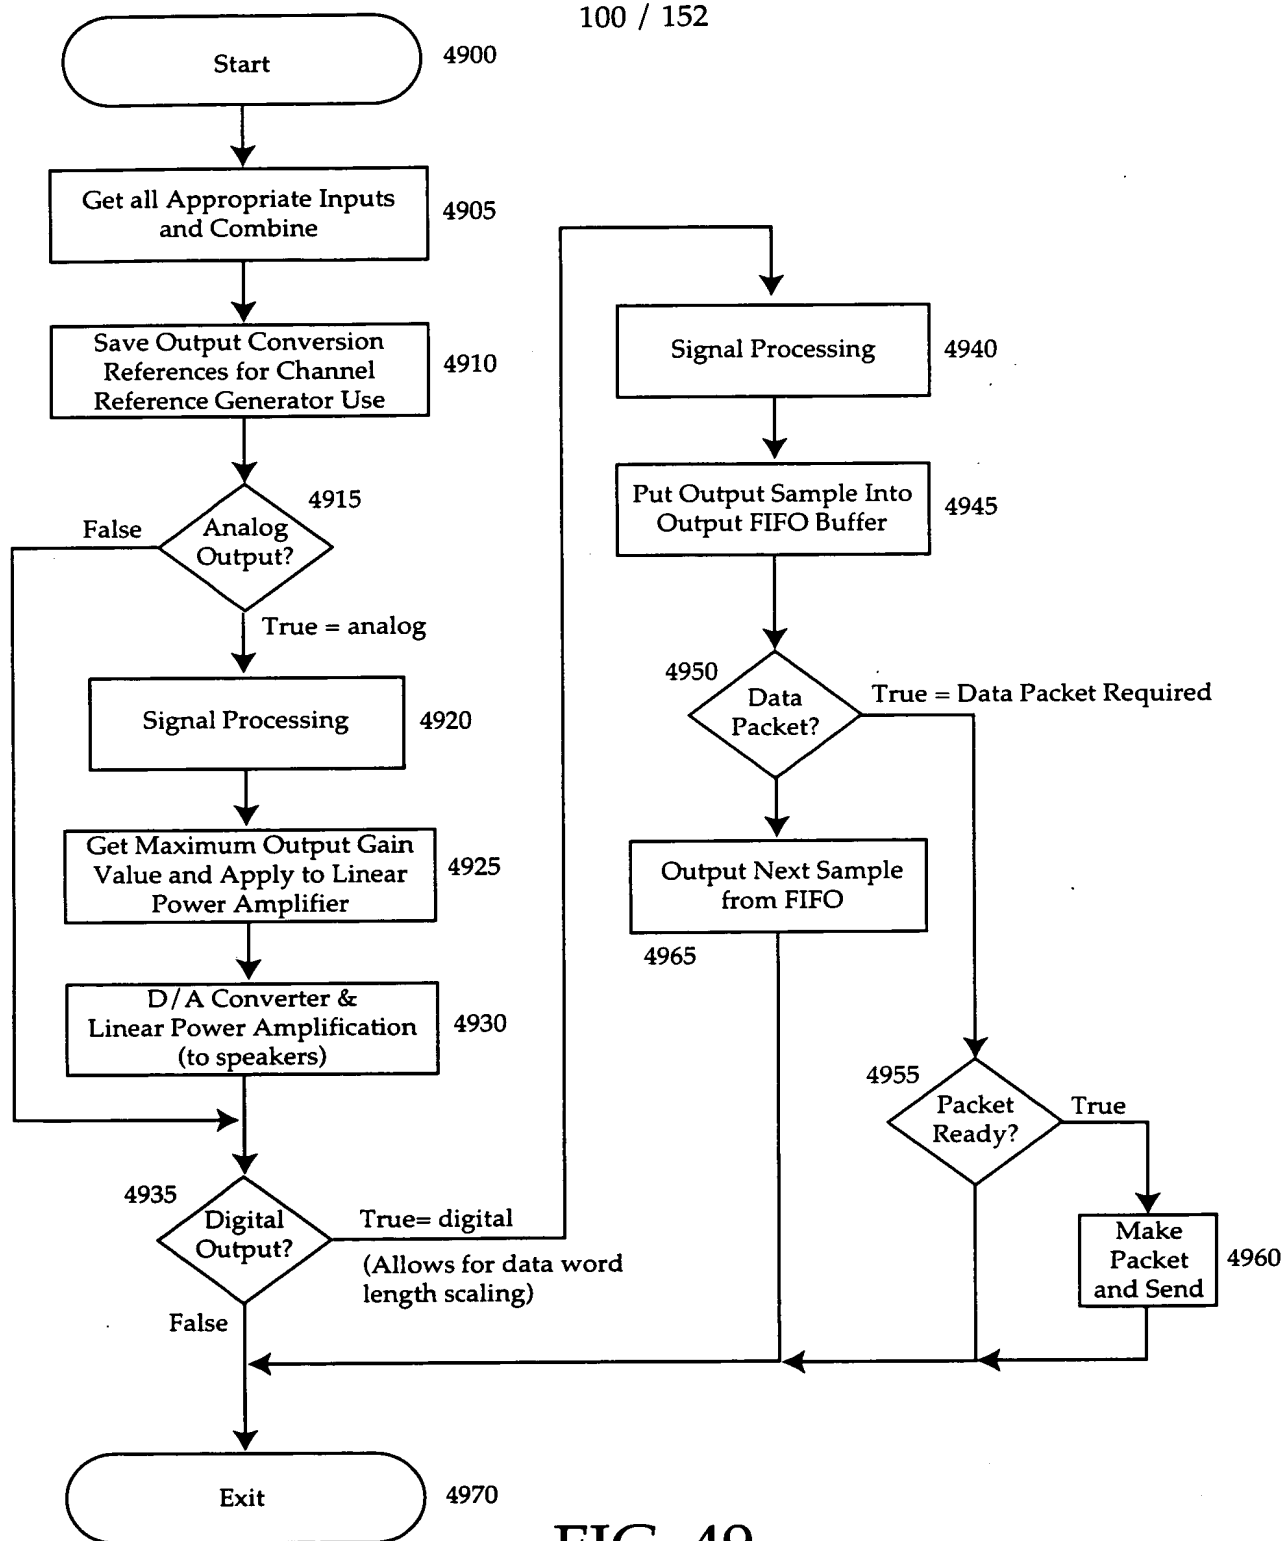 100 / 152
Start
4900
Get all Appropriate Inputs
and Combine
4905
Save Output Conversion
References for Channel
Reference Generator Use
4910
4915
False
Analog
Output?
True = analog
Signal Processing
4920
Get Maximum Output Gain
Value and Apply to Linear
Power Amplifier
4925
D/A Converter &
Linear Power Amplification
(to speakers)
4930
4935
Digital
Output?
True= digital
(Allows for data word
length scaling)
False
Signal Processing
4940
Put Output Sample Into
Output FIFO Buffer
4945
4950
Data
Packet?
True = Data Packet Required
Output Next Sample
from FIFO
4965
4955
Packet
Ready?
True
Make
Packet
and Send
4960
Exit
4970
FIG. 49